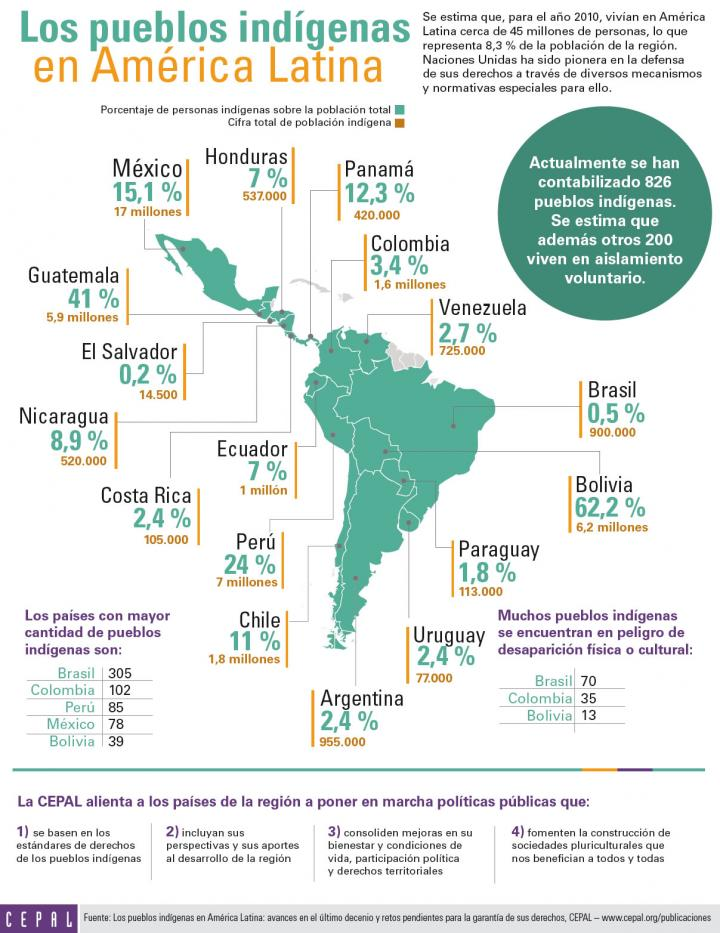 Los pueblos indígenas
en América Latina
Se estima que, para el año 2010, vivían en América
Latina cerca de 45 millones de personas, lo que
representa 8,3 % de la población de la región.
Naciones Unidas ha sido pionera en la defensa
de sus derechos a través de diversos mecanismos
y normativas especiales para ello.
Porcentaje de personas indígenas sobre la población total
Cifra total de población indígena
Actualmente se han
contabilizado 826
pueblos indígenas.
Se estima que
además otros 200
viven en aislamiento
voluntario.
México
15,1 %
17 millones
Honduras
7 %
537.000
Panamá
12,3 %
420.000
Colombia
3,4 %
1,6 millones
Guatemala
41 %
5,9 millones
Venezuela
2,7 %
725.000
El Salvador
0,2 %
14.500
Brasil
0,5 %
900.000
Nicaragua
8,9 %
520.000
Ecuador
7 %
1 millón
Costa Rica
2,4 %
105.000
Bolivia
62,2 %
6,2 millones
Perú
24 %
7 millones
Paraguay
1,8 %
113.000
Chile
11 %
1,8 millones
Uruguay
2,4 %
77.000
Argentina
2,4 %
955.000
Los países con mayor
cantidad de pueblos
indígenas son:
Brasil 305
Colombia 102
Perú 85
México 78
Bolivia 39
Muchos pueblos indígenas
se encuentran en peligro de
desaparición física o cultural:
Brasil 70
Colombia 35
Bolivia 13
La CEPAL alienta a los países de la región a poner en marcha políticas públicas que:
1) se basen en los
estándares de derechos
de los pueblos indígenas
2) incluyan sus
perspectivas y sus aportes
al desarrollo de la región
3) consoliden mejoras en su
bienestar y condiciones de
vida, participación política
y derechos territoriales
4) fomenten la construcción de
sociedades pluriculturales que
nos benefician a todos y todas
CEPAL
Fuente: Los pueblos indígenas en América Latina: avances en el último decenio y retos pendientes para la garantía de sus derechos, CEPAL – www.cepal.org/publicaciones